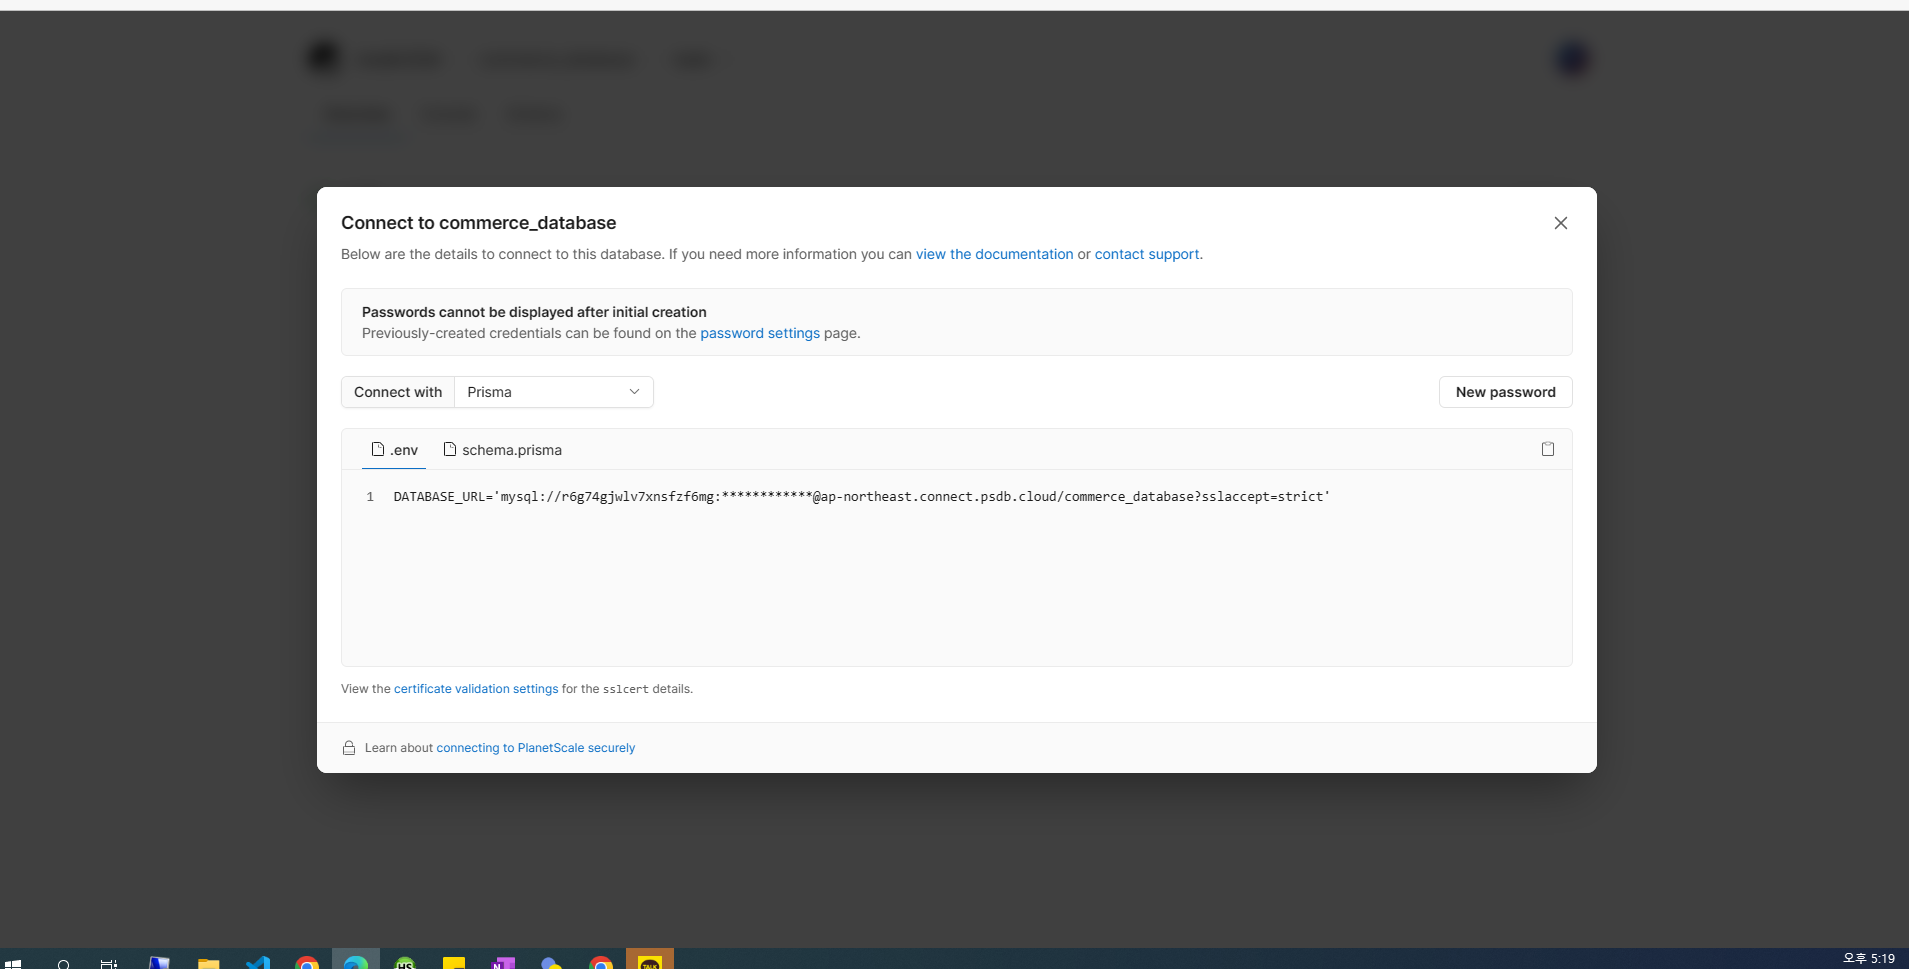 Connect to commerce_database
Below are the details to connect to this database. If you need more information you can view the documentation or contact support.
Passwords cannot be displayed after initial creation
Previously-created credentials can be found on the password settings page.
Connect with Prisma
New password
.env schema.prisma
1 DATABASE_URL='mysql://r6g74gjwlv7xnsfzf6mg:************@ap-northeast.connect.psdb.cloud/commerce_database?sslaccept=strict'
View the certificate validation settings for the sslcert details.
Learn about connecting to PlanetScale securely
HS
N
TALK
오후 5:19